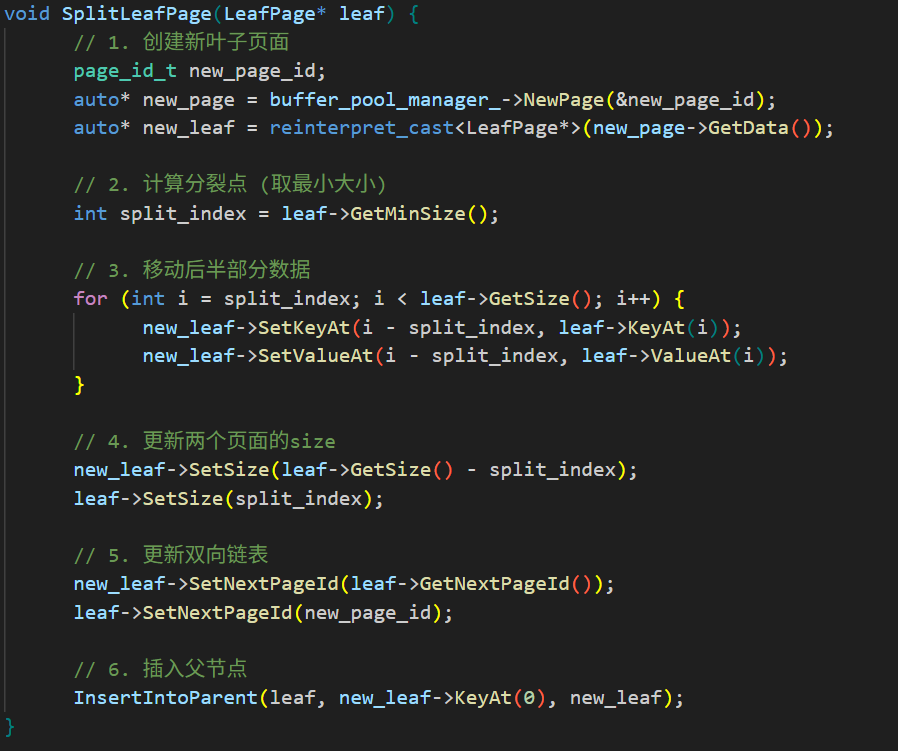 void SplitLeafPage(LeafPage* leaf) {
// 1. 创建新叶子页面
page_id_t new_page_id;
auto* new_page = buffer_pool_manager_->NewPage(&new_page_id);
auto* new_leaf = reinterpret_cast<LeafPage*>(new_page->GetData());
// 2. 计算分裂点 (取最小大小)
int split_index = leaf->GetMinSize();
// 3. 移动后半部分数据
for (int i = split_index; i < leaf->GetSize(); i++) {
new_leaf->SetKeyAt(i - split_index, leaf->KeyAt(i));
new_leaf->SetValueAt(i - split_index, leaf->ValueAt(i));
}
// 4. 更新两个页面的size
new_leaf->SetSize(leaf->GetSize() - split_index);
leaf->SetSize(split_index);
// 5. 更新双向链表
new_leaf->SetNextPageId(leaf->GetNextPageId());
leaf->SetNextPageId(new_page_id);
// 6. 插入父节点
InsertIntoParent(leaf, new_leaf->KeyAt(0), new_leaf);
}